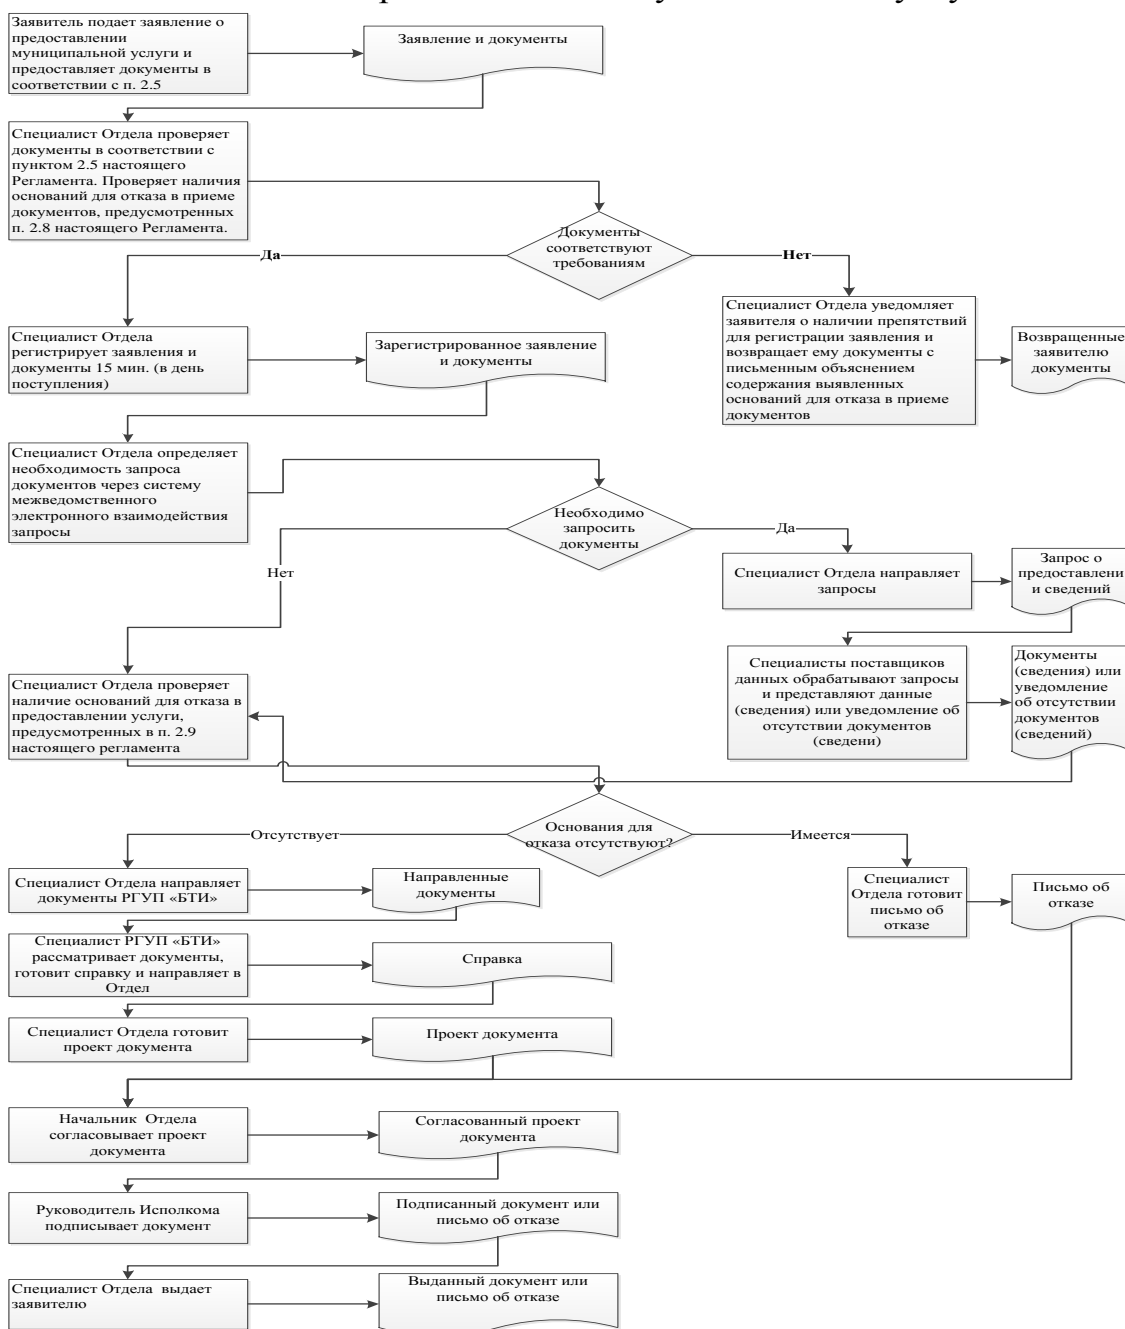 Заявитель подает заявление о
предоставлении
муниципальной услуги и
предоставляет документы в
соответствии с п. 2.5
Заявление и документы
Специалист Отдела проверяет
документы в соответствии с
пунктом 2.5 настоящего
Регламента. Проверяет наличия
оснований для отказа в приеме
документов, предусмотренных
п. 2.8 настоящего Регламента.
Документы
соответствуют
требованиям
Да
Нет
Специалист Отдела
регистрирует заявления и
документы 15 мин. (в день
поступления)
Зарегистрированное заявление
и документы
Специалист Отдела уведомляет
заявителя о наличии препятствий
для регистрации заявления и
возвращает ему документы с
письменным объяснением
содержания выявленных
оснований для отказа в приеме
документов
Возвращенные
заявителю
документы
Специалист Отдела определяет
необходимость запроса
документов через систему
межведомственного
электронного взаимодействия
запросы
Необходимо
запросить
документы
Да
Нет
Специалист Отдела направляет
запросы
Запрос о
предоставлени
и сведений
Специалисты поставщиков
данных обрабатывают запросы
и представляют данные
(сведения) или уведомление об
отсутствии документов
(сведени)
Документы
(сведения) или
уведомление
об отсутствии
документов
(сведений)
Специалист Отдела проверяет
наличие оснований для отказа в
предоставлении услуги,
предусмотренных в п. 2.9
настоящего регламента
Основания для
отказа отсутствуют?
Отсутствует
Имеется
Специалист Отдела направляет
документы РГУП «БТИ»
Направленные
документы
Специалист
Отдела готовит
письмо об
отказе
Письмо об
отказе
Специалист РГУП «БТИ»
рассматривает документы,
готовит справку и направляет в
Отдел
Справка
Специалист Отдела готовит
проект документа
Проект документа
Начальник Отдела
согласовывает проект
документа
Согласованный проект
документа
Руководитель Исполкома
подписывает документ
Подписанный документ или
письмо об отказе
Специалист Отдела выдает
заявителю
Выданный документ или
письмо об отказе